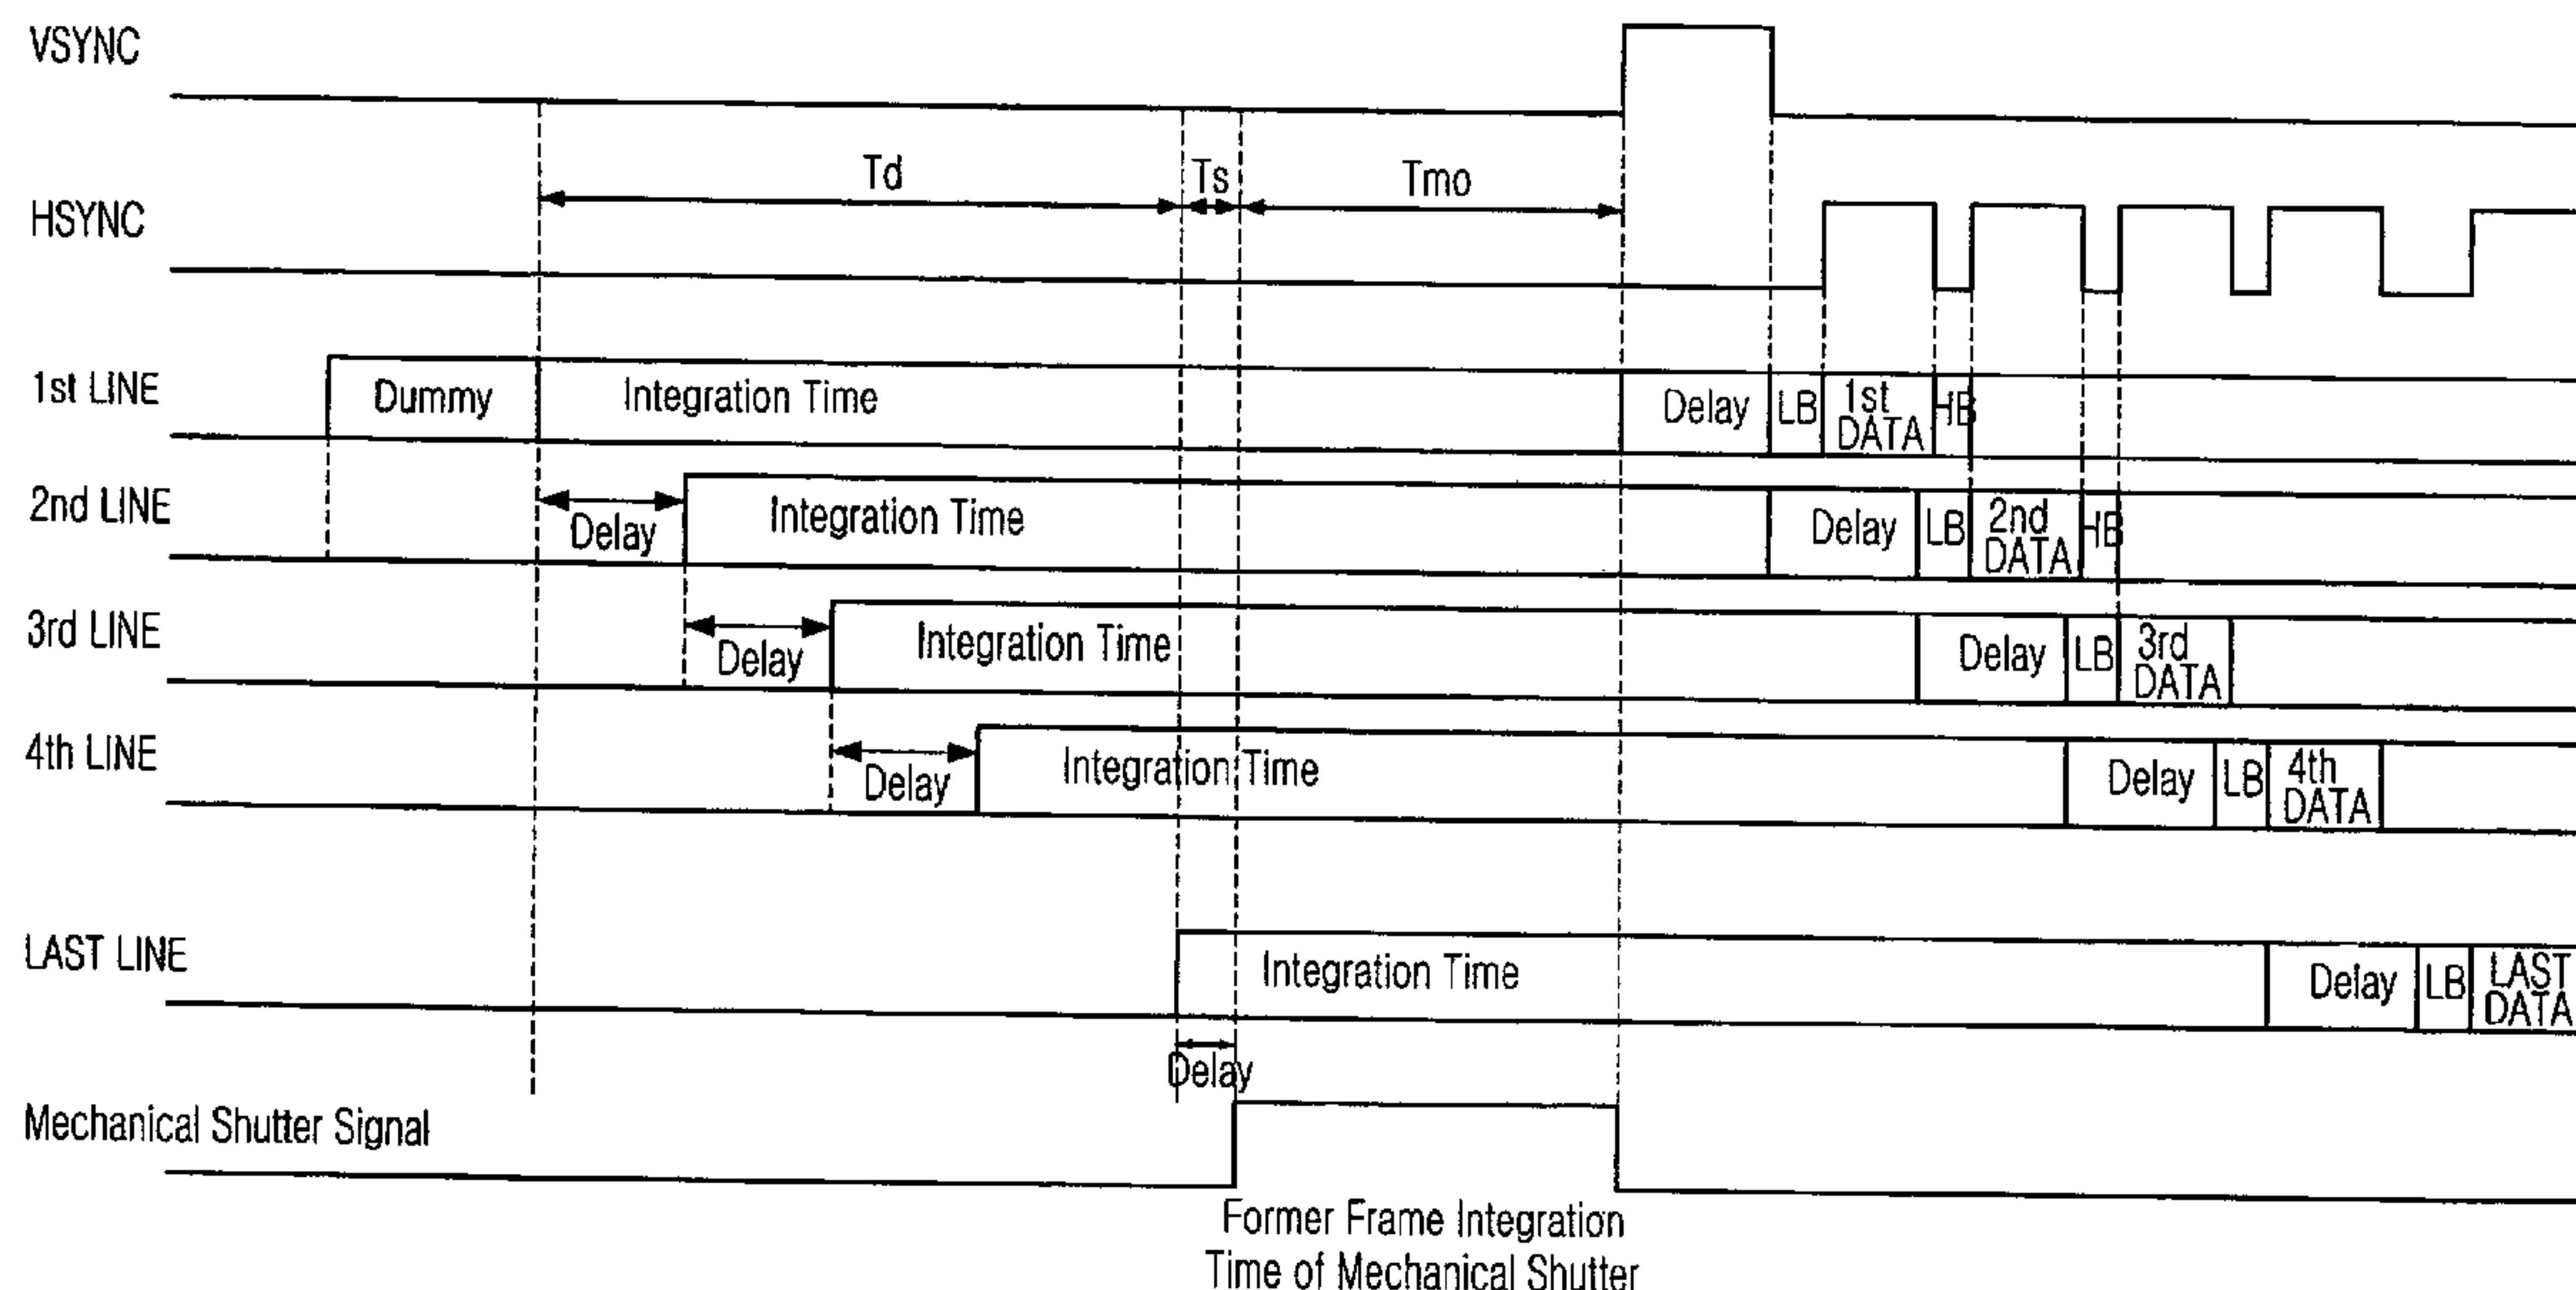 VSYNC
Td Ts Tmo
HSYNC
1st LINE Dummy Integration Time Delay LB 1st DATA HB
2nd LINE Delay Integration Time Delay LB 2nd DATA HB
3rd LINE Delay Integration Time Delay LB 3rd DATA
4th LINE Delay Integration Time Delay LB 4th DATA
LAST LINE Integration Time Delay LB LAST DATA
Delay
Mechanical Shutter Signal
Former Frame Integration
Time of Mechanical Shutter